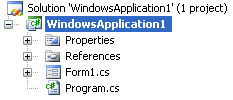 Solution 'WindowsApplication1' (1 project)
WindowsApplication1
Properties
References
Form1.cs
Program.cs